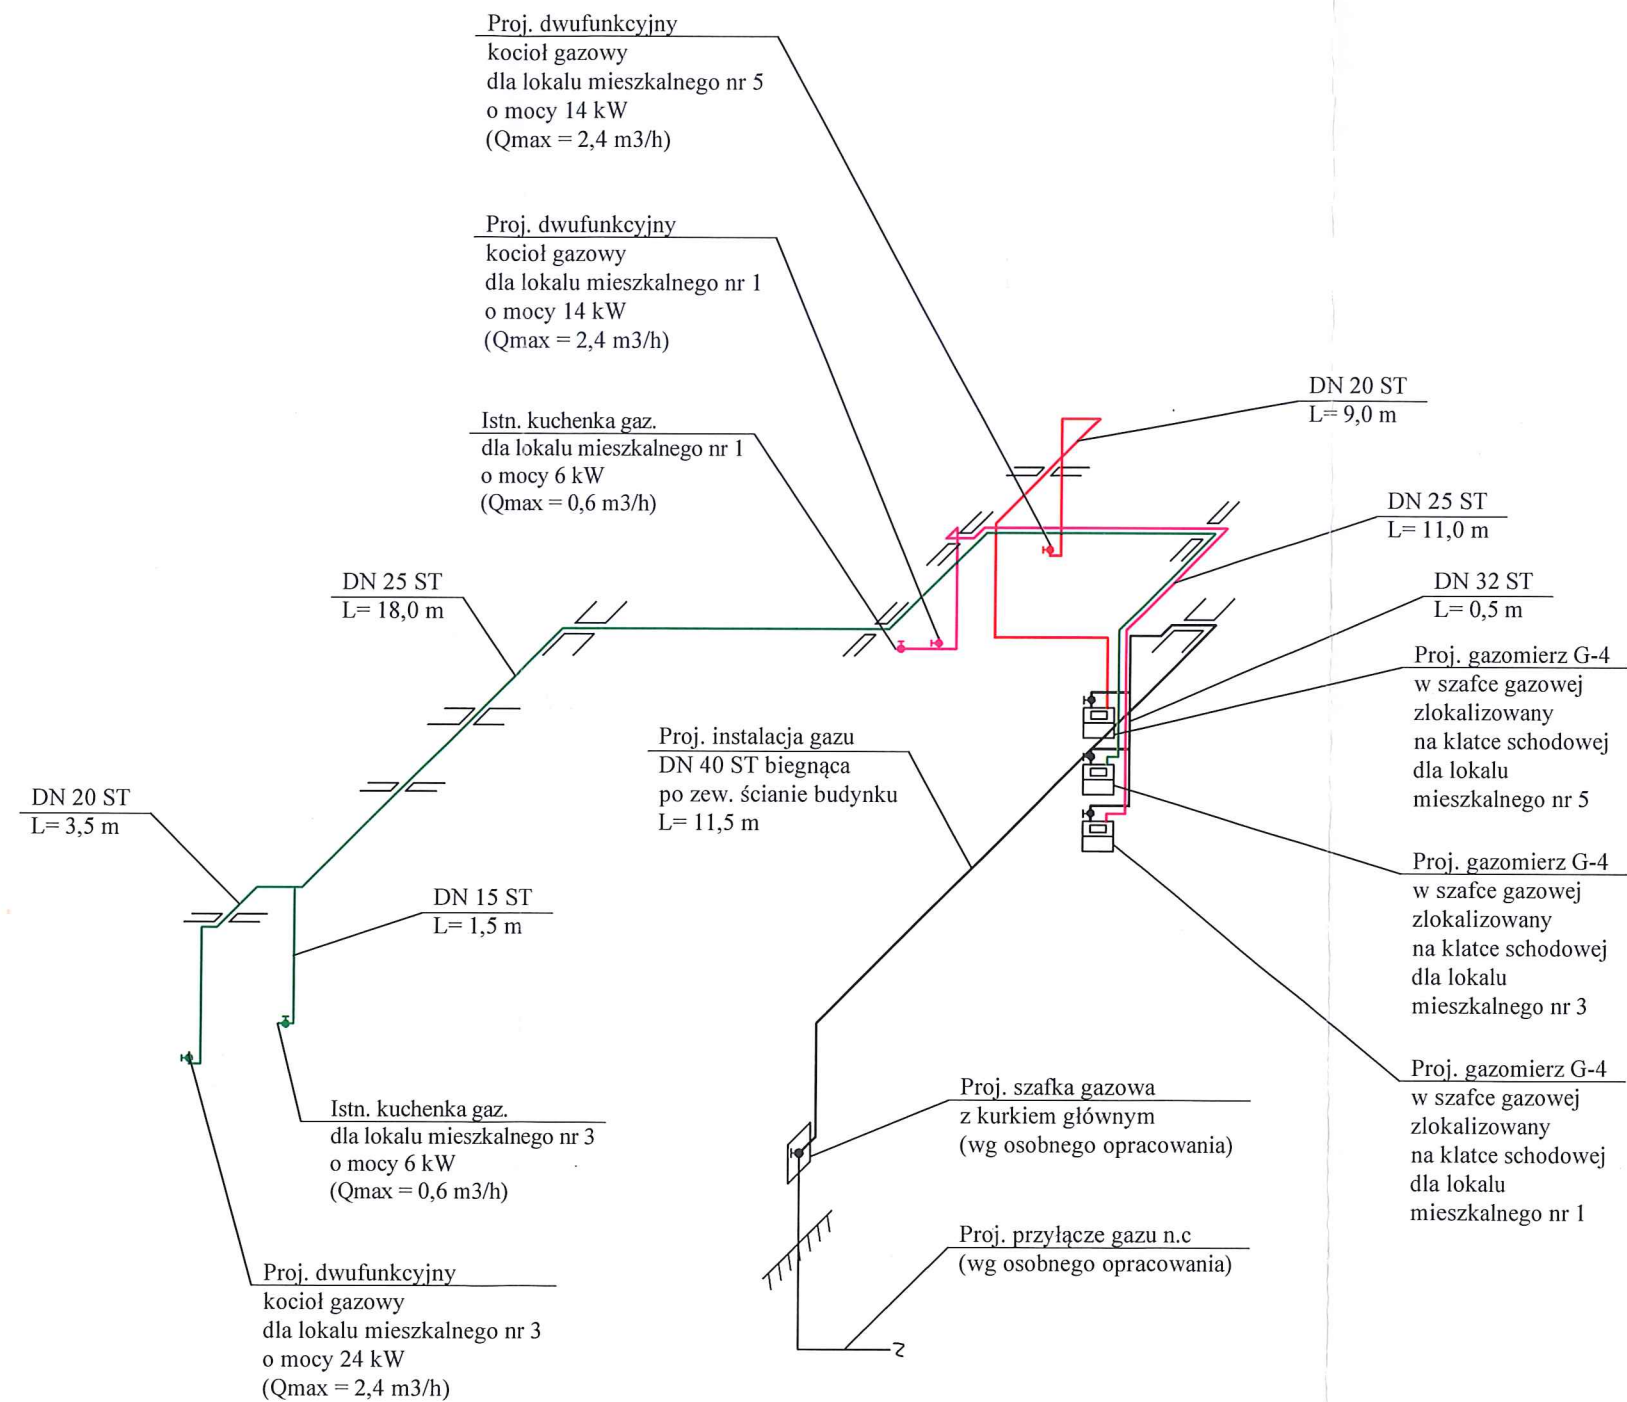 Proj. dwufunkcyjny
kocioł gazowy
dla lokalu mieszkalnego nr 5
o mocy 14 kW
(Qmax = 2,4 m3/h)
Proj. dwufunkcyjny
kocioł gazowy
dla lokalu mieszkalnego nr 1
o mocy 14 kW
(Qmax = 2,4 m3/h)
Istn. kuchenka gaz.
dla lokalu mieszkalnego nr 1
o mocy 6 kW
(Qmax = 0,6 m3/h)
DN 20 ST
L= 9,0 m
DN 25 ST
L= 11,0 m
DN 32 ST
L= 0,5 m
DN 25 ST
L= 18,0 m
Proj. gazomierz G-4
w szafce gazowej
zlokalizowany
na klatce schodowej
dla lokalu
mieszkalnego nr 5
Proj. instalacja gazu
DN 40 ST biegnąca
po zew. ścianie budynku
L= 11,5 m
DN 20 ST
L= 3,5 m
DN 15 ST
L= 1,5 m
Proj. gazomierz G-4
w szafce gazowej
zlokalizowany
na klatce schodowej
dla lokalu
mieszkalnego nr 3
Proj. gazomierz G-4
w szafce gazowej
zlokalizowany
na klatce schodowej
dla lokalu
mieszkalnego nr 1
Proj. szafka gazowa
z kurkiem głównym
(wg osobnego opracowania)
Istn. kuchenka gaz.
dla lokalu mieszkalnego nr 3
o mocy 6 kW
(Qmax = 0,6 m3/h)
Proj. przyłącze gazu n.c
(wg osobnego opracowania)
Proj. dwufunkcyjny
kocioł gazowy
dla lokalu mieszkalnego nr 3
o mocy 24 kW
(Qmax = 2,4 m3/h)